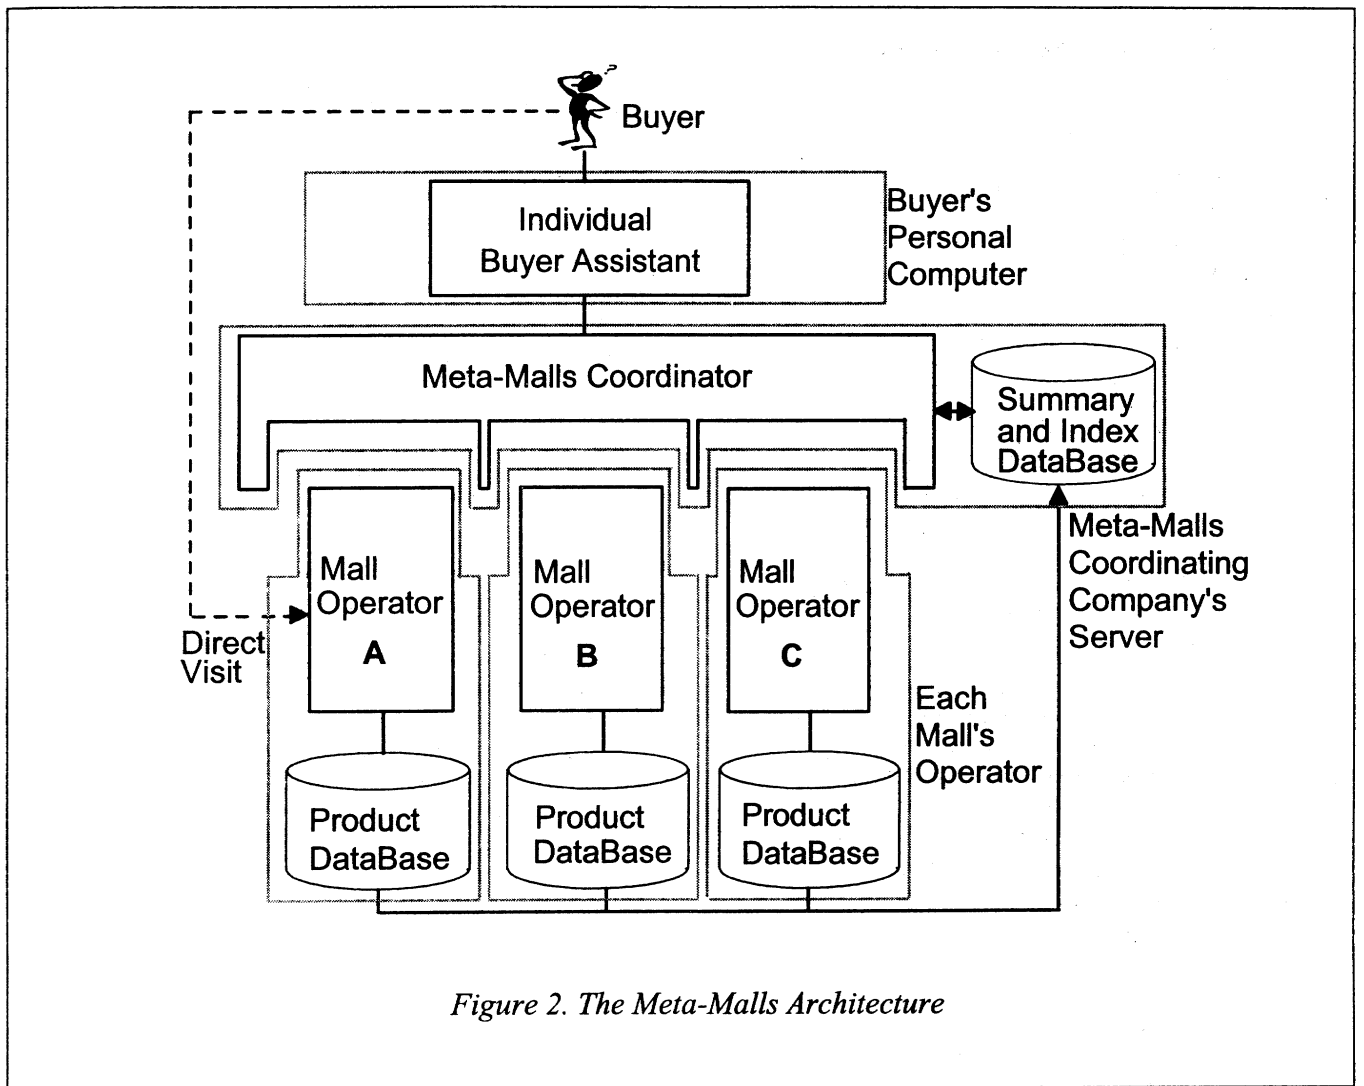 ?
Buyer
Individual
Buyer Assistant
Buyer's
Personal
Computer
Meta-Malls Coordinator
Summary
and Index
DataBase
Mall
Operator
A
Mall
Operator
B
Mall
Operator
C
Meta-Malls
Coordinating
Company's
Server
Direct
Visit
Each
Mall's
Operator
Product
DataBase
Product
DataBase
Product
DataBase
Figure 2. The Meta-Malls Architecture